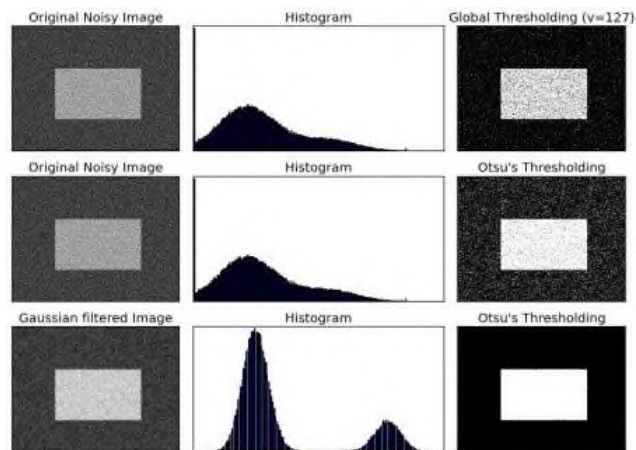 Original Noisy Image Histogram Global Thresholding (v=127)
Original Noisy Image Histogram Otsu's Thresholding
Gaussian filtered Image Histogram Otsu's Thresholding